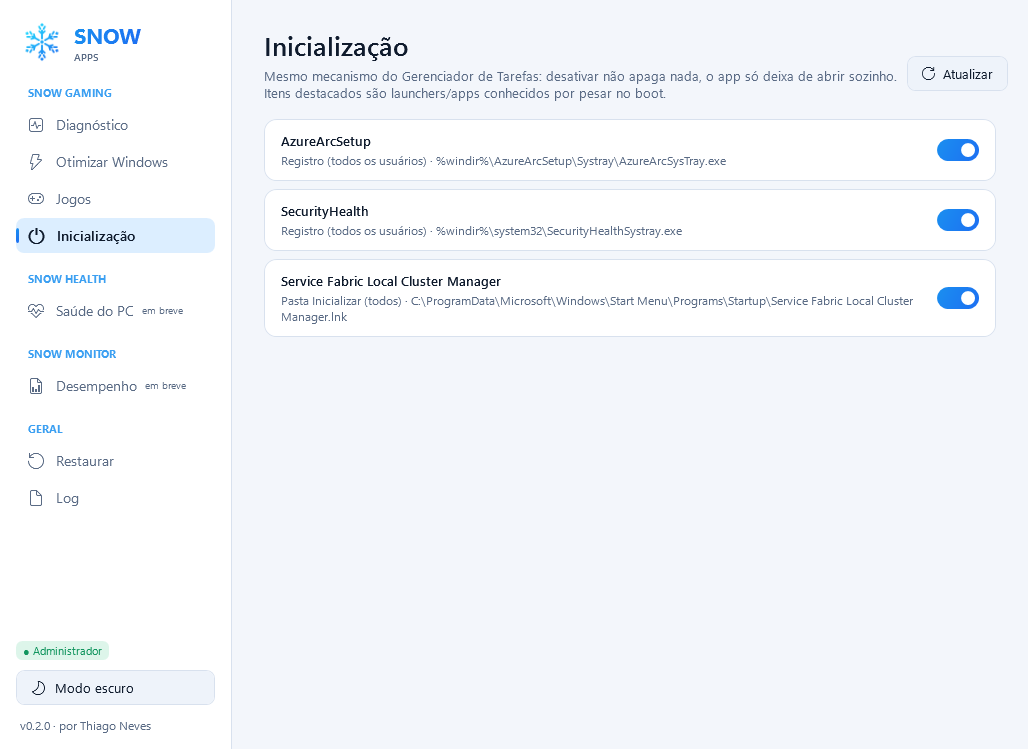 SNOW
APPS
SNOW GAMING
Diagnóstico
Otimizar Windows
Jogos
Inicialização
SNOW HEALTH
Saúde do PC em breve
SNOW MONITOR
Desempenho em breve
GERAL
Restaurar
Log
Administrador
Modo escuro
v0.2.0 · por Thiago Neves
Inicialização
Mesmo mecanismo do Gerenciador de Tarefas: desativar não apaga nada, o app só deixa de abrir sozinho.
Itens destacados são launchers/apps conhecidos por pesar no boot.
Atualizar
AzureArcSetup
Registro (todos os usuários) · %windir%\AzureArcSetup\Systray\AzureArcSysTray.exe
SecurityHealth
Registro (todos os usuários) · %windir%\system32\SecurityHealthSystray.exe
Service Fabric Local Cluster Manager
Pasta Inicializar (todos) · C:\ProgramData\Microsoft\Windows\Start Menu\Programs\Startup\Service Fabric Local Cluster
Manager.lnk